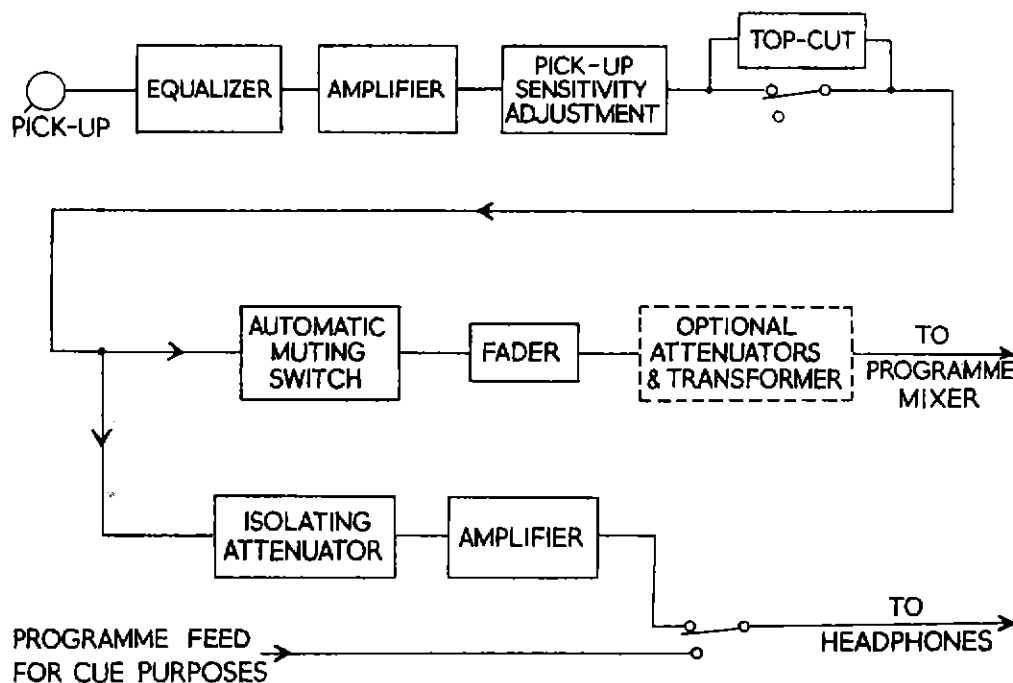 TOP-CUT
PICK-UP
EQUALIZER
AMPLIFIER
PICK-UP
SENSITIVITY
ADJUSTMENT
AUTOMATIC
MUTING
SWITCH
FADER
OPTIONAL
ATTENUATORS
& TRANSFORMER
TO
PROGRAMME
MIXER
ISOLATING
ATTENUATOR
AMPLIFIER
PROGRAMME FEED
FOR CUE PURPOSES
TO
HEADPHONES